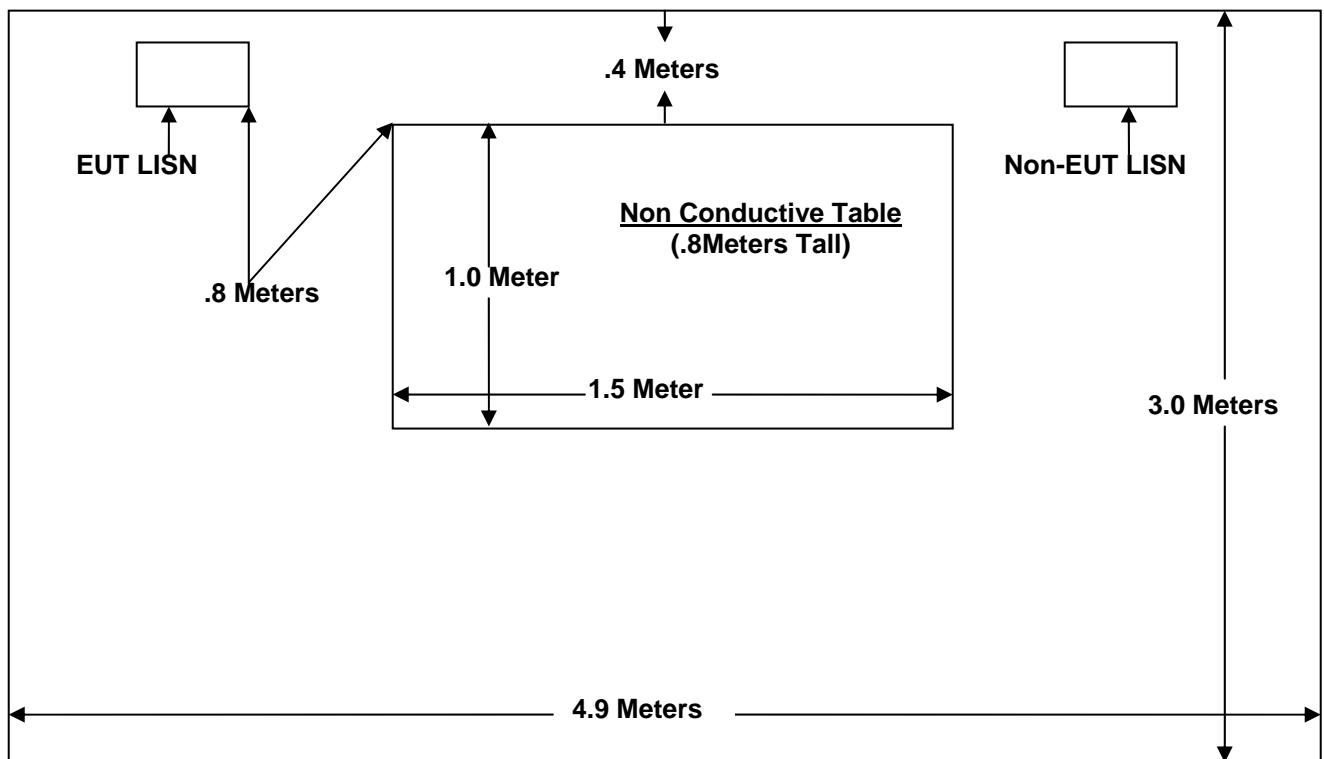 .4 Meters
EUT LISN
Non-EUT LISN
Non Conductive Table
(.8Meters Tall)
.8 Meters
1.0 Meter
1.5 Meter
3.0 Meters
4.9 Meters